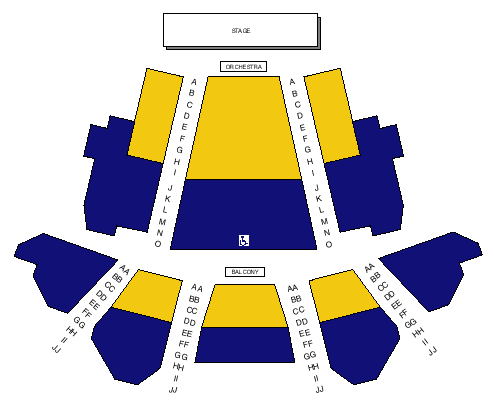 STAGE
ORCHESTRA
A A
B B
C C
D D
E E
F F
G G
H H
I I
J J
K K
L L
M M
N N
O O
BALCONY
AA AA AA AA
BB BB BB BB
CC CC CC CC
DD DD DD DD
EE EE EE EE
FF FF FF FF
GG GG GG GG
HH HH HH HH
II II II II
JJ JJ JJ JJ